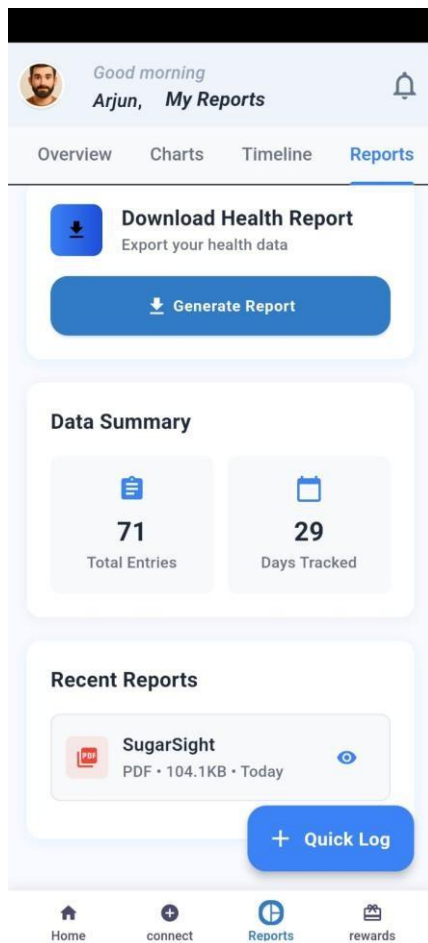 Good morning
Arjun, My Reports
Overview Charts Timeline Reports
Download Health Report
Export your health data
Generate Report
Data Summary
71
Total Entries
29
Days Tracked
Recent Reports
PDF
SugarSight
PDF • 104.1KB • Today
+ Quick Log
Home connect Reports rewards